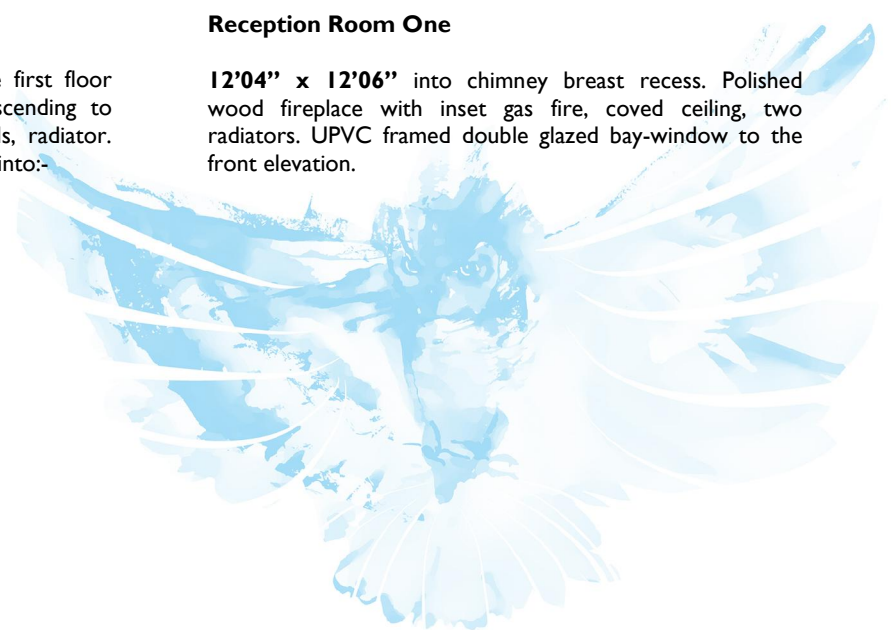 first floor
scending to
s, radiator.
into:-
Reception Room One
12’04” x 12’06” into chimney breast recess. Polished
wood fireplace with inset gas fire, coved ceiling, two
radiators. UPVC framed double glazed bay-window to the
front elevation.